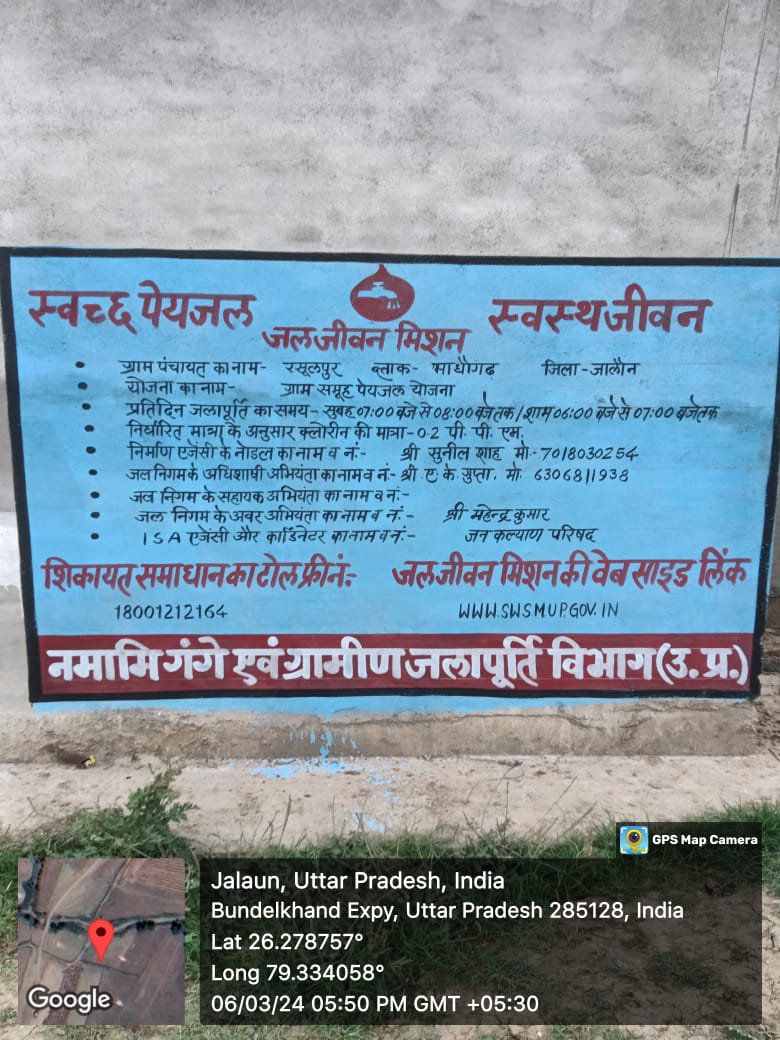 स्वच्छ पेयजल
जल जीवन मिशन
स्वस्थ जीवन
• ग्राम पंचायत का नाम- रसूलपुर ब्लाक- माधौगढ़ जिला- जालौन
• योजना का नाम- ग्राम समूह पेयजल योजना
• प्रतिदिन जलापूर्ति का समय- सुबह 07:00 बजे से 08:00 बजे तक / शाम 06:00 बजे से 07:00 बजे तक
• निर्धारित मात्रा के अनुसार क्लोरीन की मात्रा- 0.2 पी. पी. एम.
• निर्माण एजेंसी के नोडल का नाम व नं:- श्री सुनील शाह मो:- 7018030254
• जल निगम के अधिशाषी अभियंता का नाम व नं:- श्री ए के गुप्ता. मो. 6306811938
• जल निगम के सहायक अभियंता का नाम व नं:-
• जल निगम के अवर अभियंता का नाम व नं:- श्री महेन्द्र कुमार
• ISA एजेंसी और कार्डिनेटर का नाम व नं:- जन कल्याण परिषद
शिकायत समाधान का टोल फ्री नं:- जल जीवन मिशन की वेब साइड लिंक
18001212164 WWW.SWSMUP.GOV.IN
नमामि गंगे एवं ग्रामीण जलापूर्ति विभाग (उ. प्र.)
GPS Map Camera
Jalaun, Uttar Pradesh, India
Bundelkhand Expy, Uttar Pradesh 285128, India
Lat 26.278757°
Long 79.334058°
06/03/24 05:50 PM GMT +05:30
Google